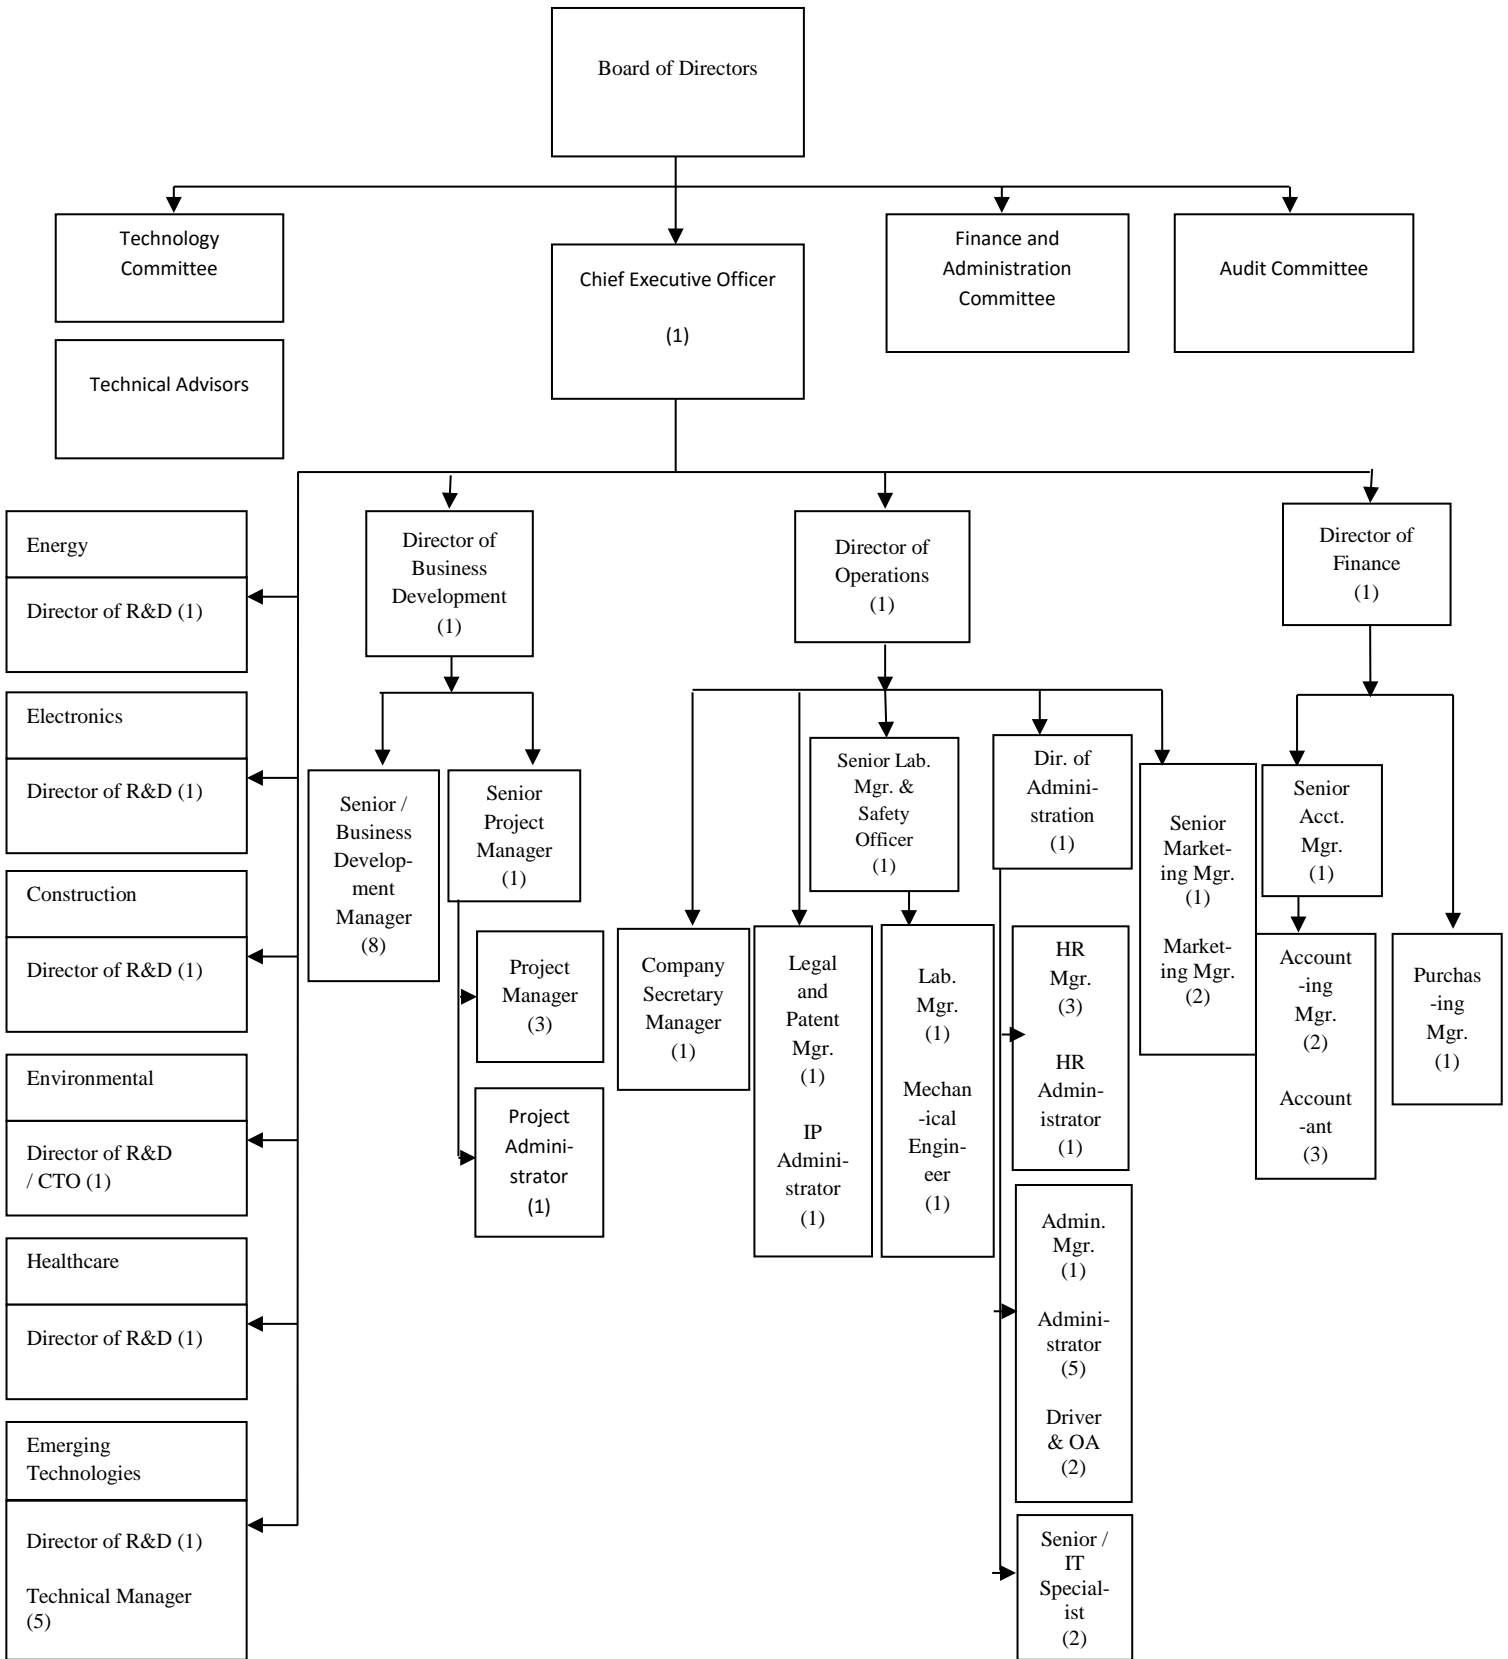 Board of Directors
Technology
Committee
Technical Advisors
Chief Executive Officer
(1)
Finance and
Administration
Committee
Audit Committee
Energy
Director of R&D (1)
Electronics
Director of R&D (1)
Construction
Director of R&D (1)
Environmental
Director of R&D
/ CTO (1)
Healthcare
Director of R&D (1)
Emerging
Technologies
Director of R&D (1)
Technical Manager
(5)
Director of
Business
Development
(1)
Senior /
Business
Develop-
ment
Manager
(8)
Senior
Project
Manager
(1)
Project
Manager
(3)
Project
Admini-
strator
(1)
Director of
Operations
(1)
Company
Secretary
Manager
(1)
Legal
and
Patent
Mgr.
(1)
IP
Admini-
strator
(1)
Senior Lab.
Mgr. &
Safety
Officer
(1)
Lab.
Mgr.
(1)
Mechan
-ical
Engin-
eer
(1)
Dir. of
Admini-
stration
(1)
HR
Mgr.
(3)
HR
Admin-
istrator
(1)
Admin.
Mgr.
(1)
Admini-
strator
(5)
Driver
& OA
(2)
Senior /
IT
Special-
ist
(2)
Senior
Market-
ing Mgr.
(1)
Market-
ing Mgr.
(2)
Director of
Finance
(1)
Senior
Acct.
Mgr.
(1)
Account
-ing
Mgr.
(2)
Account
-ant
(3)
Purchas
-ing
Mgr.
(1)